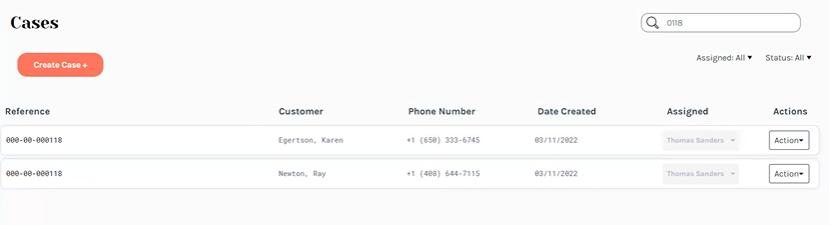 Cases
0118
Create Case +
Assigned: All Status: All
Reference Customer Phone Number Date Created Assigned Actions
000-00-000118 Egertson, Karen +1 (650) 333-6745 03/11/2022 Thomas Sanders Action
000-00-000118 Newton, Ray +1 (408) 644-7115 03/11/2022 Thomas Sanders Action